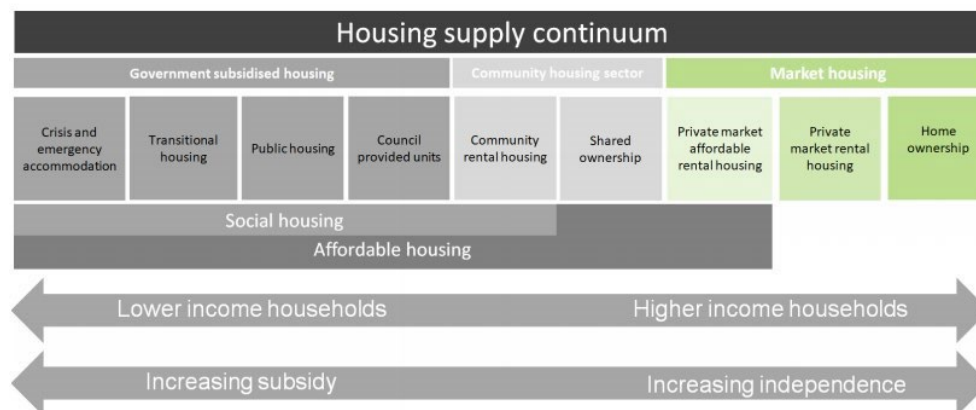 Housing supply continuum
Government subsidised housing
Community housing sector
Market housing
Crisis and
emergency
accommodation
Transitional
housing
Public housing
Council
provided units
Community
rental housing
Shared
ownership
Private market
affordable
rental housing
Private
market rental
housing
Home
ownership
Social housing
Affordable housing
Lower income households
Higher income households
Increasing subsidy
Increasing independence